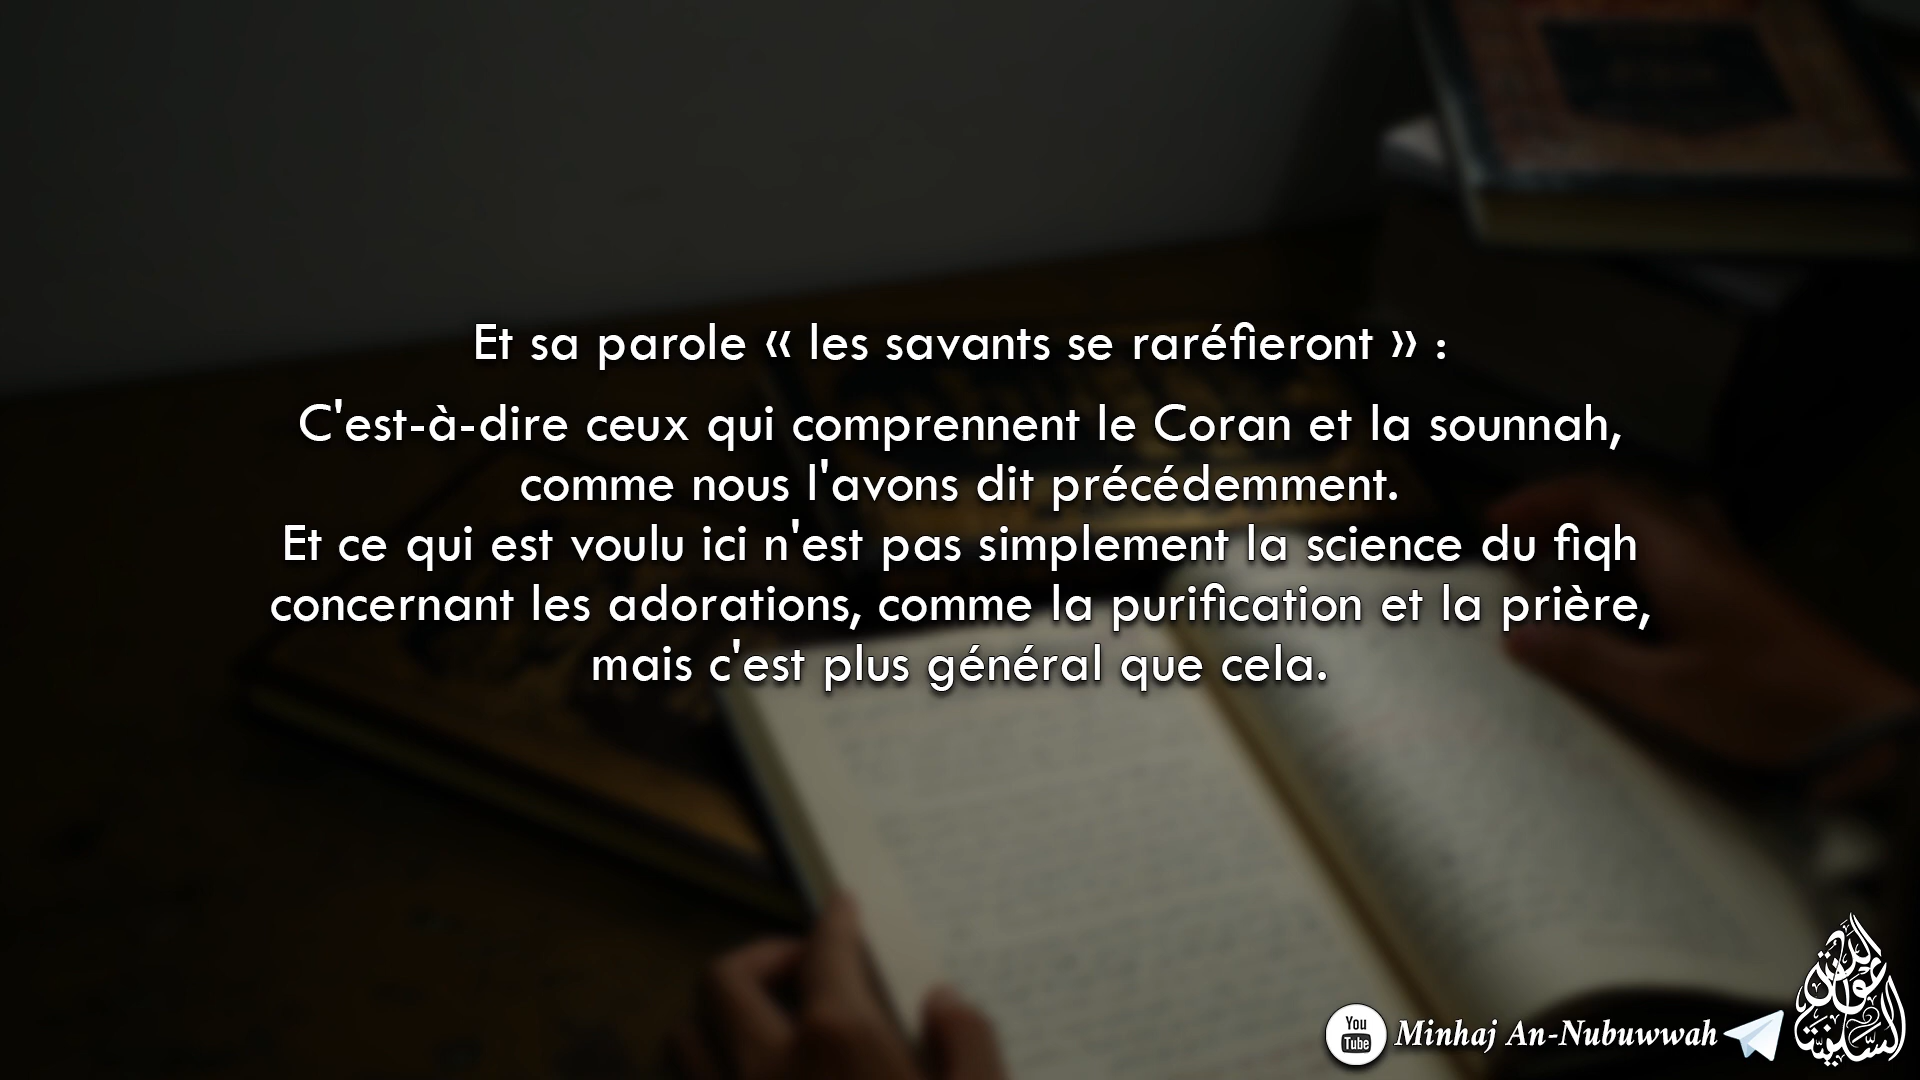 Et sa parole « les savants se raréfieront » :
C'est-à-dire ceux qui comprennent le Coran et la sounnah,
comme nous l'avons dit précédemment.
Et ce qui est voulu ici n'est pas simplement la science du fiqh
concernant les adorations, comme la purification et la prière,
mais c'est plus général que cela.
You
Tube
Minhaj An-Nubuwwah